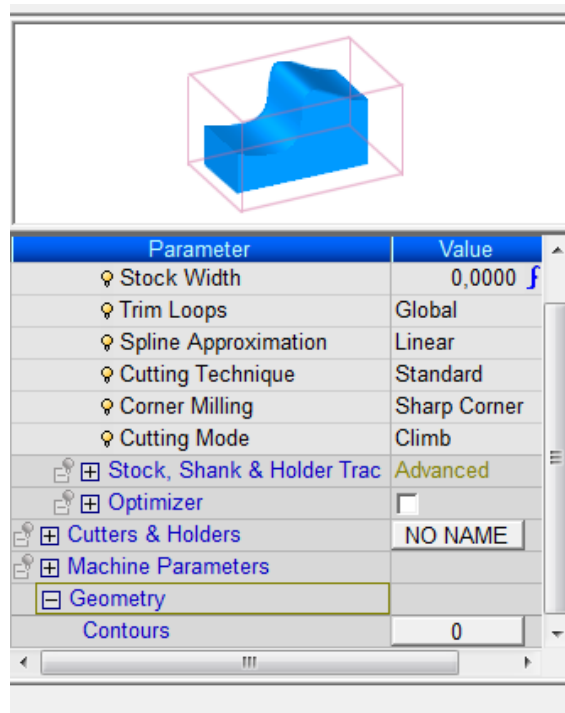 Parameter Value
Stock Width 0,0000 f
Trim Loops Global
Spline Approximation Linear
Cutting Technique Standard
Corner Milling Sharp Corner
Cutting Mode Climb
Stock, Shank & Holder Trac Advanced
Optimizer
Cutters & Holders NO NAME
Machine Parameters
Geometry
Contours 0